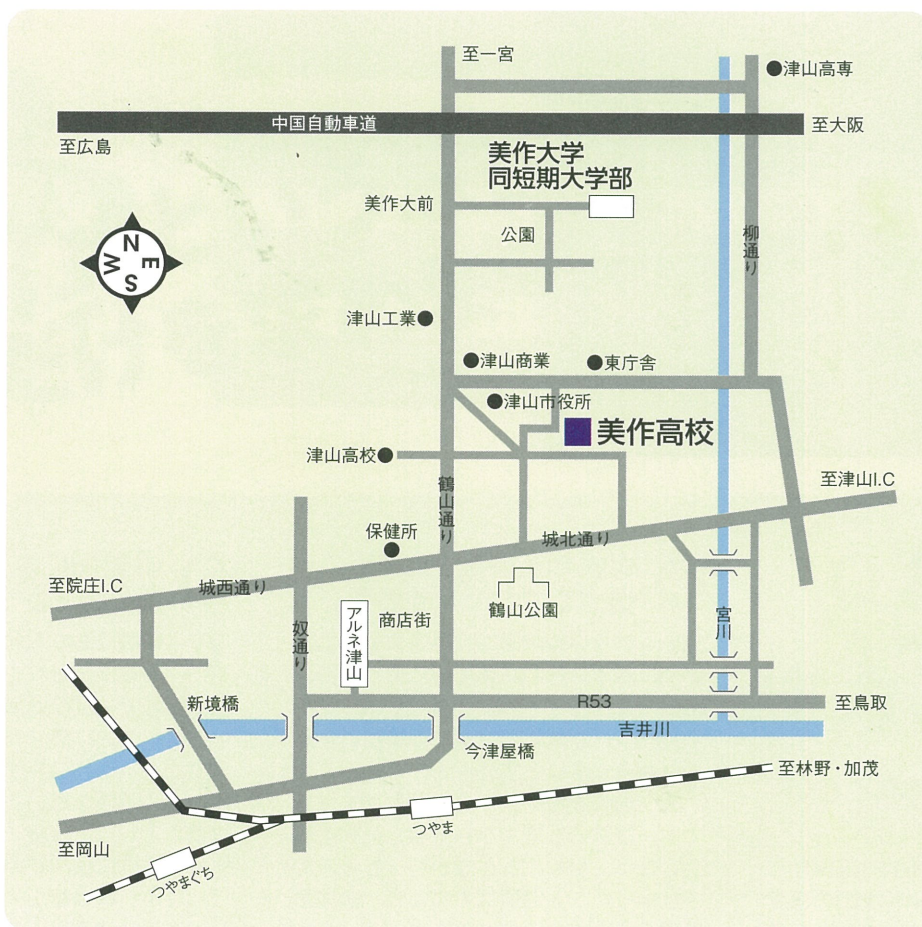 至一宮
津山高専
中国自動車道
至大阪
至広島
美作大学
同短期大学部
美作大前
公園
柳通り
N
W
E
S
津山工業
津山商業
東庁舎
津山市役所
美作高校
津山高校
鶴山通り
至津山I.C
保健所
城北通り
至院庄I.C
城西通り
アルネ津山
商店街
鶴山公園
宮川
奴通り
新境橋
R53
至鳥取
吉井川
今津屋橋
至林野・加茂
つやま
至岡山
つやまぐち